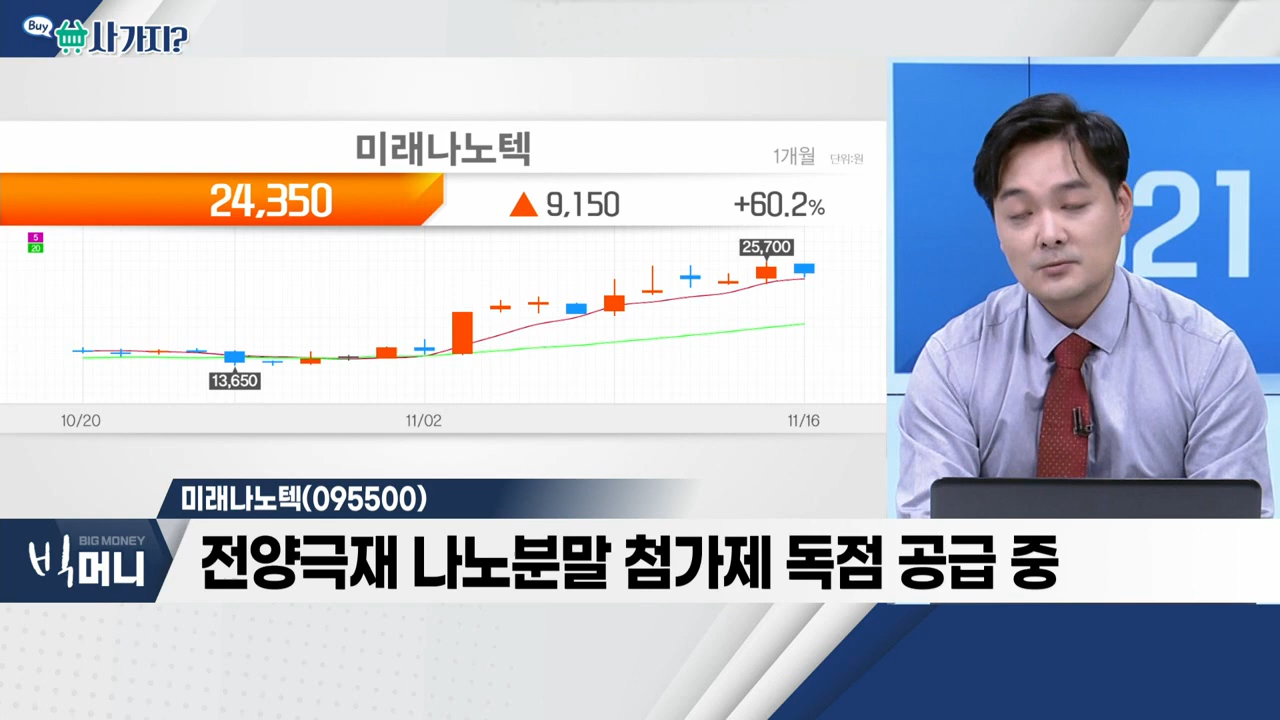 Buy
사가지?
미래나노텍
1개월 단위:원
24,350 ▲ 9,150 +60.2%
5
20
25,700
13,650
10/20 11/02 11/16
21
미래나노텍(095500)
BIG MONEY
빅머니
전양극재 나노분말 첨가제 독점 공급 중